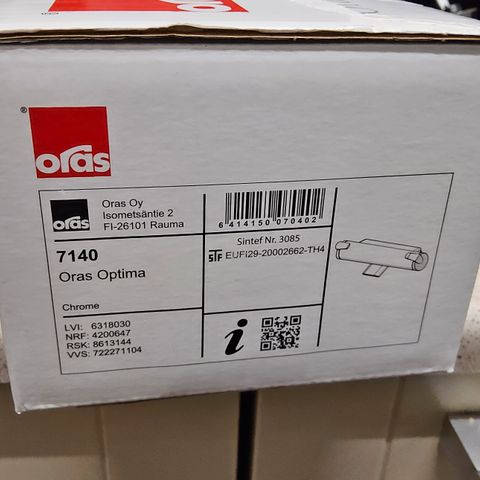 ®
oras
oras
Oras Oy
Isometsäntie 2
FI-26101 Rauma
7140
Oras Optima
Chrome
LVI: 6318030
NRF: 4200647
RSK: 8613144
VVS: 722271104
6 414150 070402
Sintef Nr. 3085
STF EUFI29-20002662-TH4
i